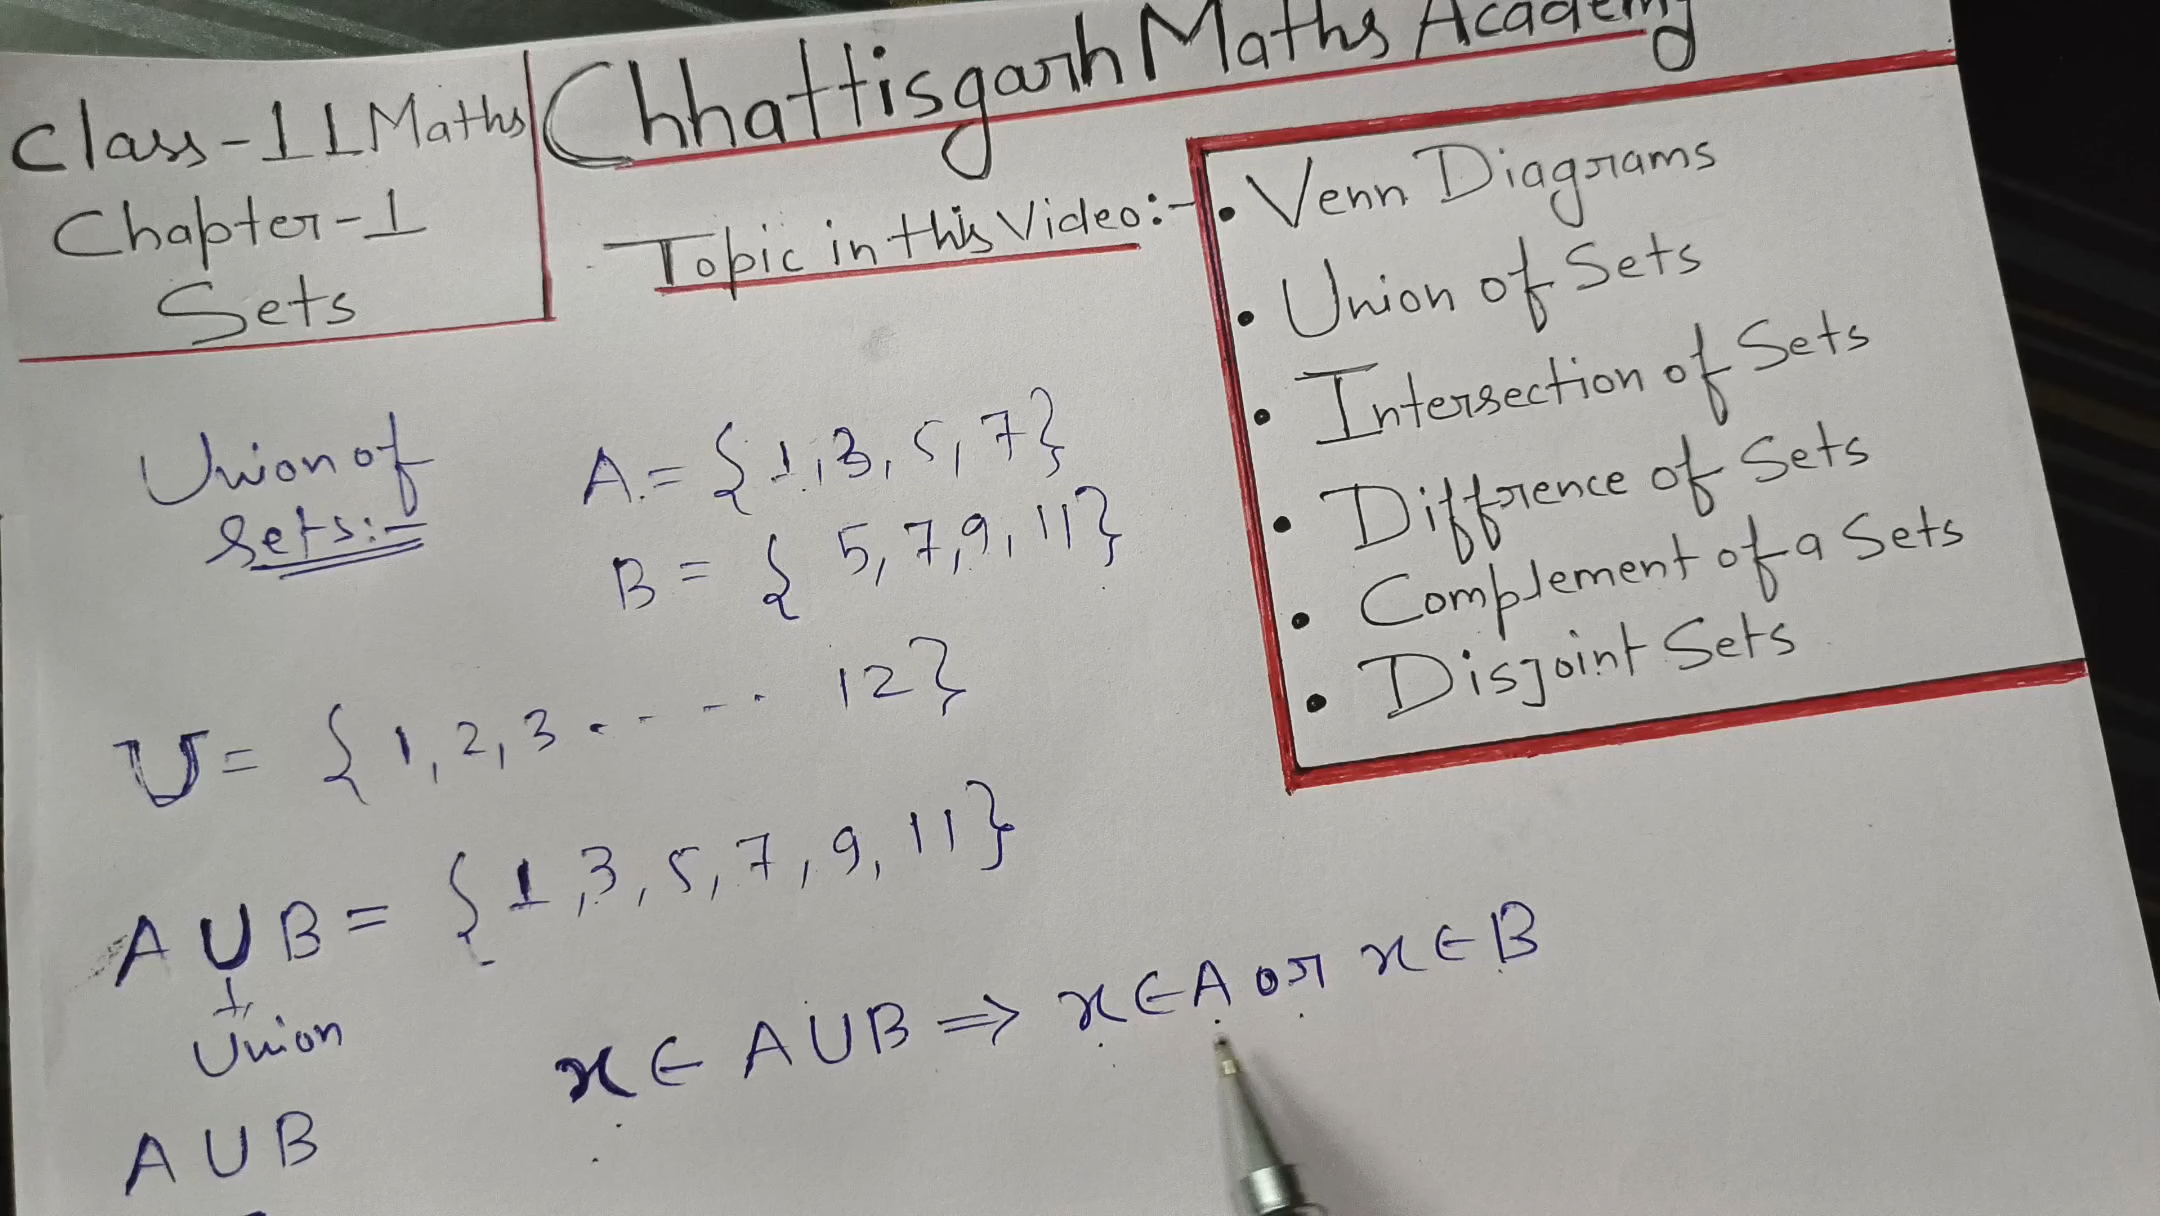 Class-11 Maths
Chapter-1
Sets
Chhattisgarh Maths Academy
Topic in this Video:-
• Venn Diagrams
• Union of Sets
• Intersection of Sets
• Diffrence of Sets
• Complement of a Sets
• Disjoint Sets
Union of
Sets:-
A = {1, 3, 5, 7}
B = { 5, 7, 9, 11}
U = {1, 2, 3 ..... 12}
A U B = {1, 3, 5, 7, 9, 11}
Union
x ∈ A U B ⇒ x ∈ A or x ∈ B
A U B